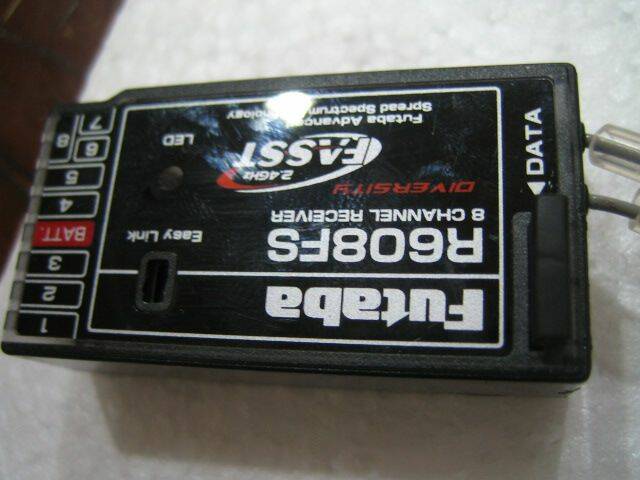 Futaba
R608FS
8 CHANNEL RECEIVER
DIVERSITY
2.4GHz
FASST
Futaba Advanced
Spread Spectrum
Easy Link
LED
DATA
1
2
3
BATT.
4
5
6
7
8